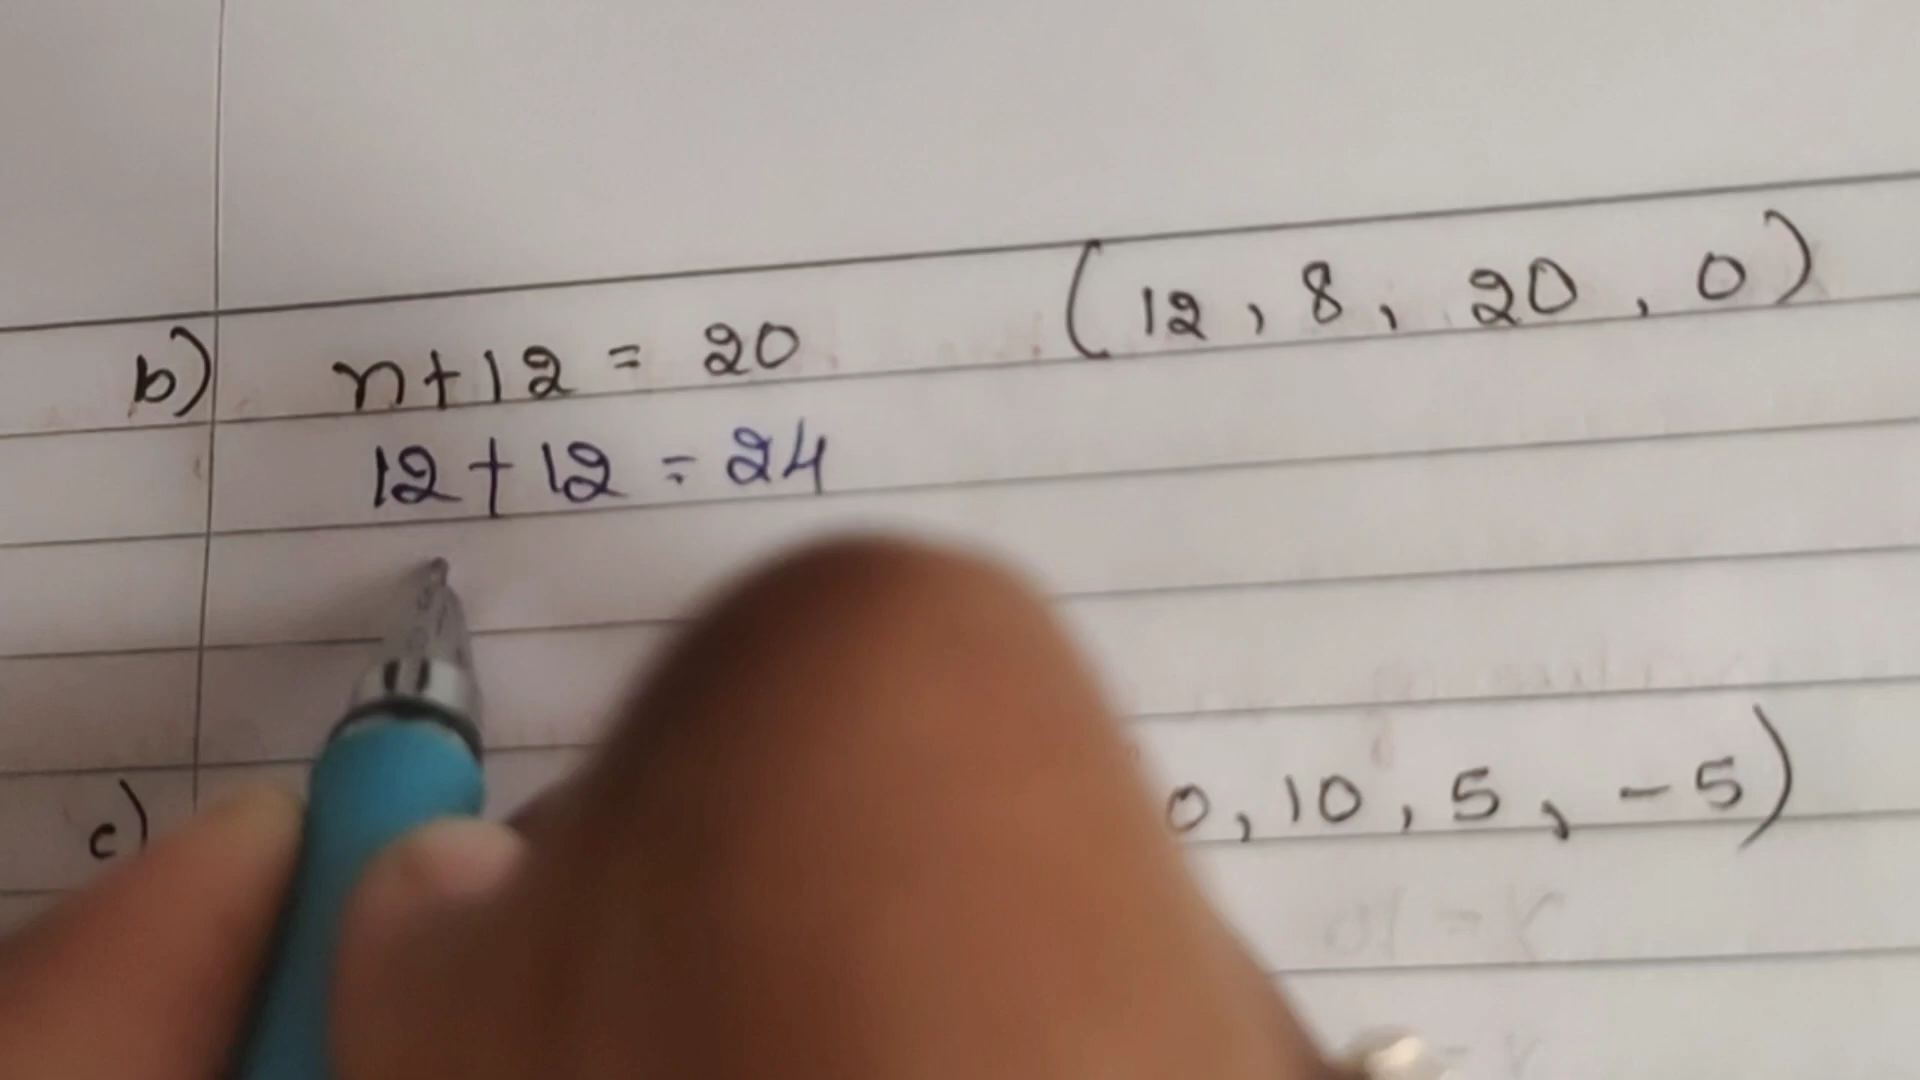 b) n+12 = 20 (12, 8, 20, 0)
12+12 = 24
c) 0, 10, 5, -5)